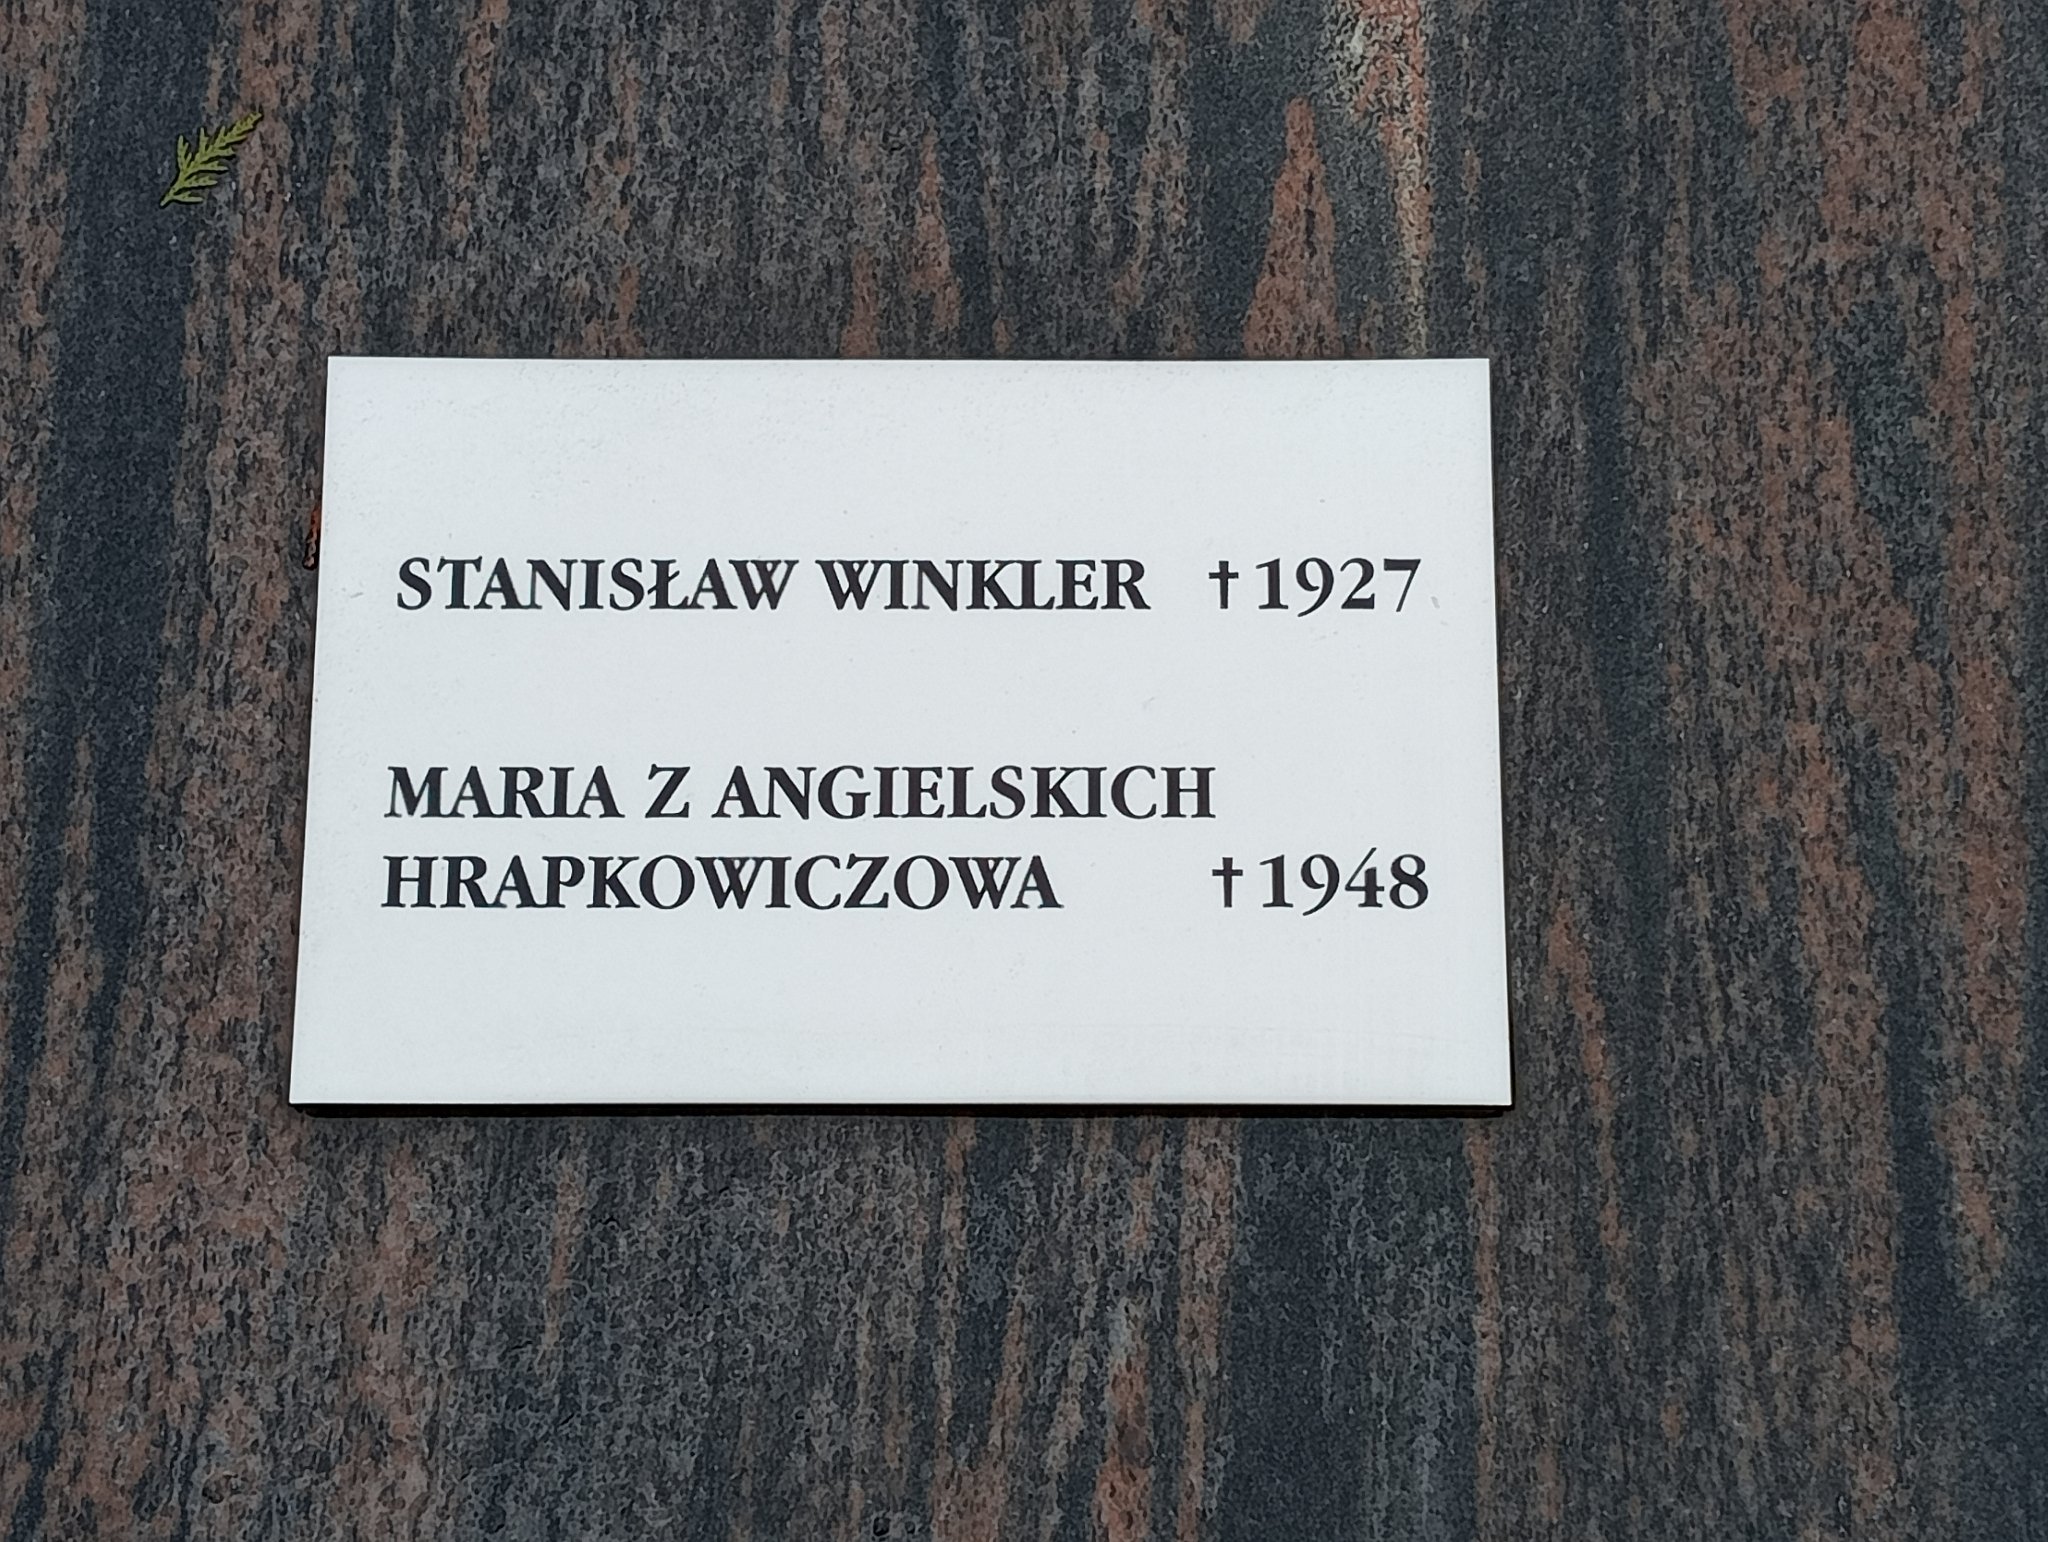 STANISŁAW WINKLER †1927
MARIA Z ANGIELSKICH
HRAPKOWICZOWA †1948